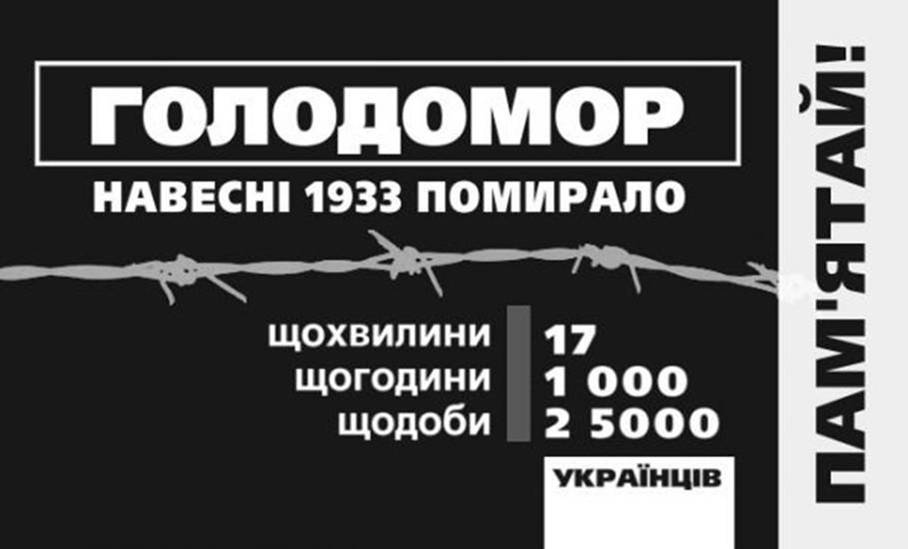 ГОЛОДОМОР
НАВЕСНІ 1933 ПОМИРАЛО
щохвилини 17
щогодини 1 000
щодоби 2 5000
УКРАЇНЦІВ
ПАМ'ЯТАЙ!